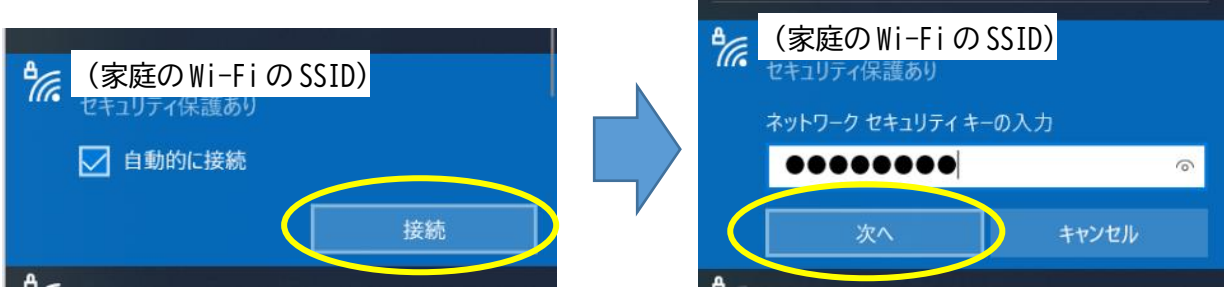 (家庭のWi-FiのSSID)
セキュリティ保護あり
自動的に接続
接続
(家庭のWi-FiのSSID)
セキュリティ保護あり
ネットワーク セキュリティ キーの入力
●●●●●●●●
次へ
キャンセル